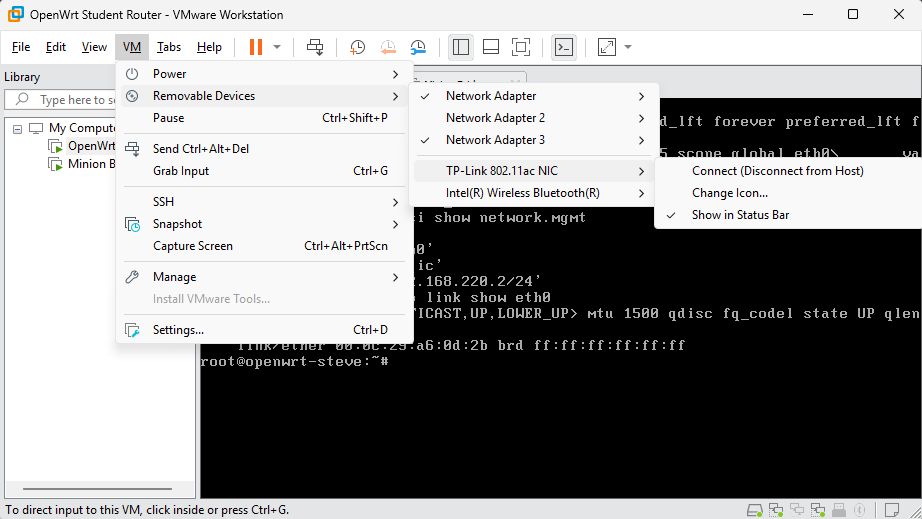 OpenWrt Student Router - VMware Workstation
File Edit View VM Tabs Help
Library
Type here to se
My Compute
OpenWrt
Minion B
Power
Removable Devices
Pause Ctrl+Shift+P
Send Ctrl+Alt+Del
Grab Input Ctrl+G
SSH
Snapshot
Capture Screen Ctrl+Alt+PrtScn
Manage
Install VMware Tools...
Settings... Ctrl+D
Network Adapter
Network Adapter 2
Network Adapter 3
TP-Link 802.11ac NIC
Intel(R) Wireless Bluetooth(R)
Connect (Disconnect from Host)
Change Icon...
Show in Status Bar
d_lft forever preferred_lft f
5 scope global eth0\ va
ci show network.mgmt
h0'
ic'
2.168.220.2/24'
p link show eth0
TICAST,UP,LOWER_UP> mtu 1500 qdisc fq_codel state UP qlen
link/ether 00:0c:29:a6:0d:2b brd ff:ff:ff:ff:ff:ff
root@openwrt-steve:~#
To direct input to this VM, click inside or press Ctrl+G.